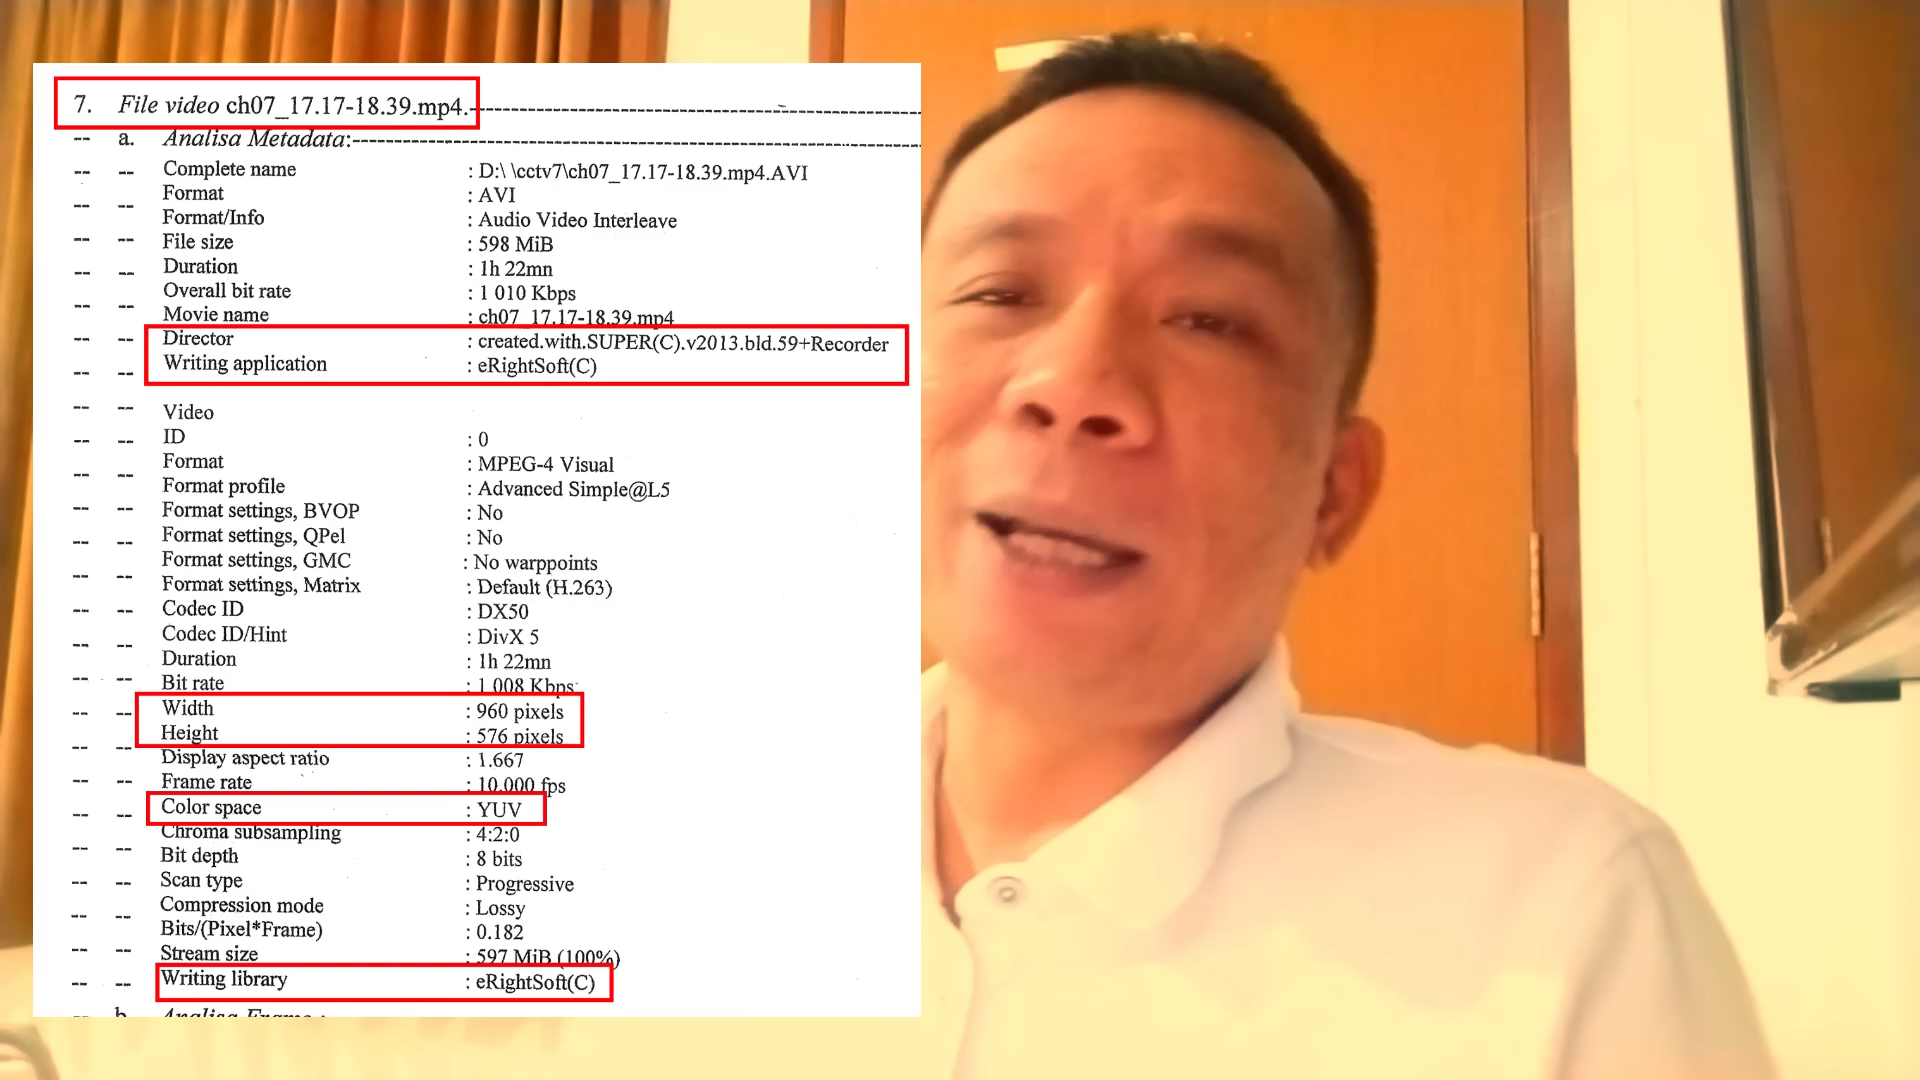 7. File video ch07_17.17-18.39.mp4.
-- a. Analisa Metadata:
-- -- Complete name : D:\ \cctv7\ch07_17.17-18.39.mp4.AVI
-- -- Format : AVI
-- -- Format/Info : Audio Video Interleave
-- -- File size : 598 MiB
-- -- Duration : 1h 22mn
-- -- Overall bit rate : 1 010 Kbps
-- -- Movie name : ch07_17.17-18.39.mp4
-- -- Director : created.with.SUPER(C).v2013.bld.59+Recorder
-- -- Writing application : eRightSoft(C)
-- -- Video
-- -- ID : 0
-- -- Format : MPEG-4 Visual
-- -- Format profile : Advanced Simple@L5
-- -- Format settings, BVOP : No
-- -- Format settings, QPel : No
-- -- Format settings, GMC : No warppoints
-- -- Format settings, Matrix : Default (H.263)
-- -- Codec ID : DX50
-- -- Codec ID/Hint : DivX 5
-- -- Duration : 1h 22mn
-- -- Bit rate : 1 008 Kbps
-- -- Width : 960 pixels
-- -- Height : 576 pixels
Display aspect ratio : 1.667
-- -- Frame rate : 10.000 fps
-- -- Color space : YUV
-- -- Chroma subsampling : 4:2:0
-- -- Bit depth : 8 bits
-- -- Scan type : Progressive
-- -- Compression mode : Lossy
-- -- Bits/(Pixel*Frame) : 0.182
-- -- Stream size : 597 MiB (100%)
-- -- Writing library : eRightSoft(C)
-- b. Analisa Frame :